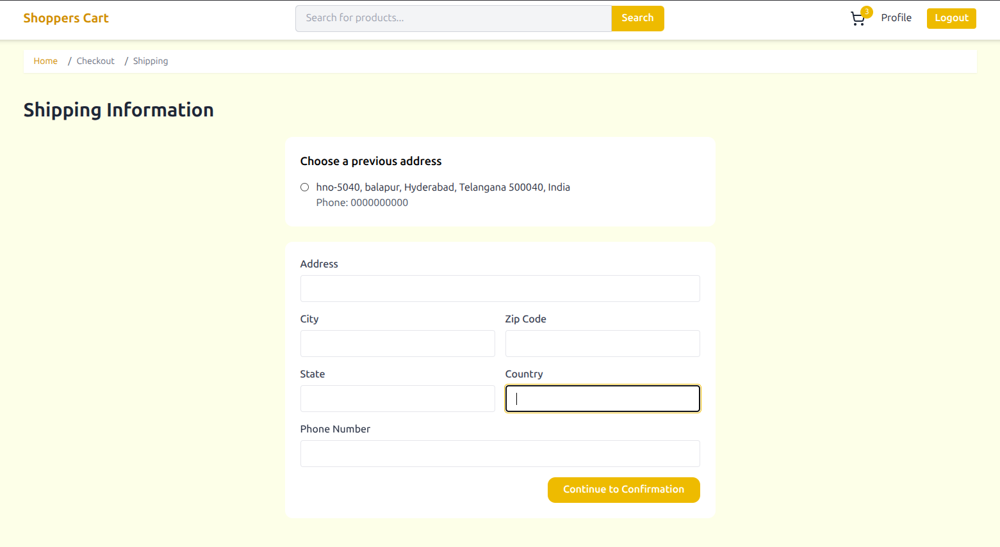 Shoppers Cart
Search for products...
Search
3
Profile
Logout
Home / Checkout / Shipping
Shipping Information
Choose a previous address
hno-5040, balapur, Hyderabad, Telangana 500040, India
Phone: 0000000000
Address
City
Zip Code
State
Country
Phone Number
Continue to Confirmation